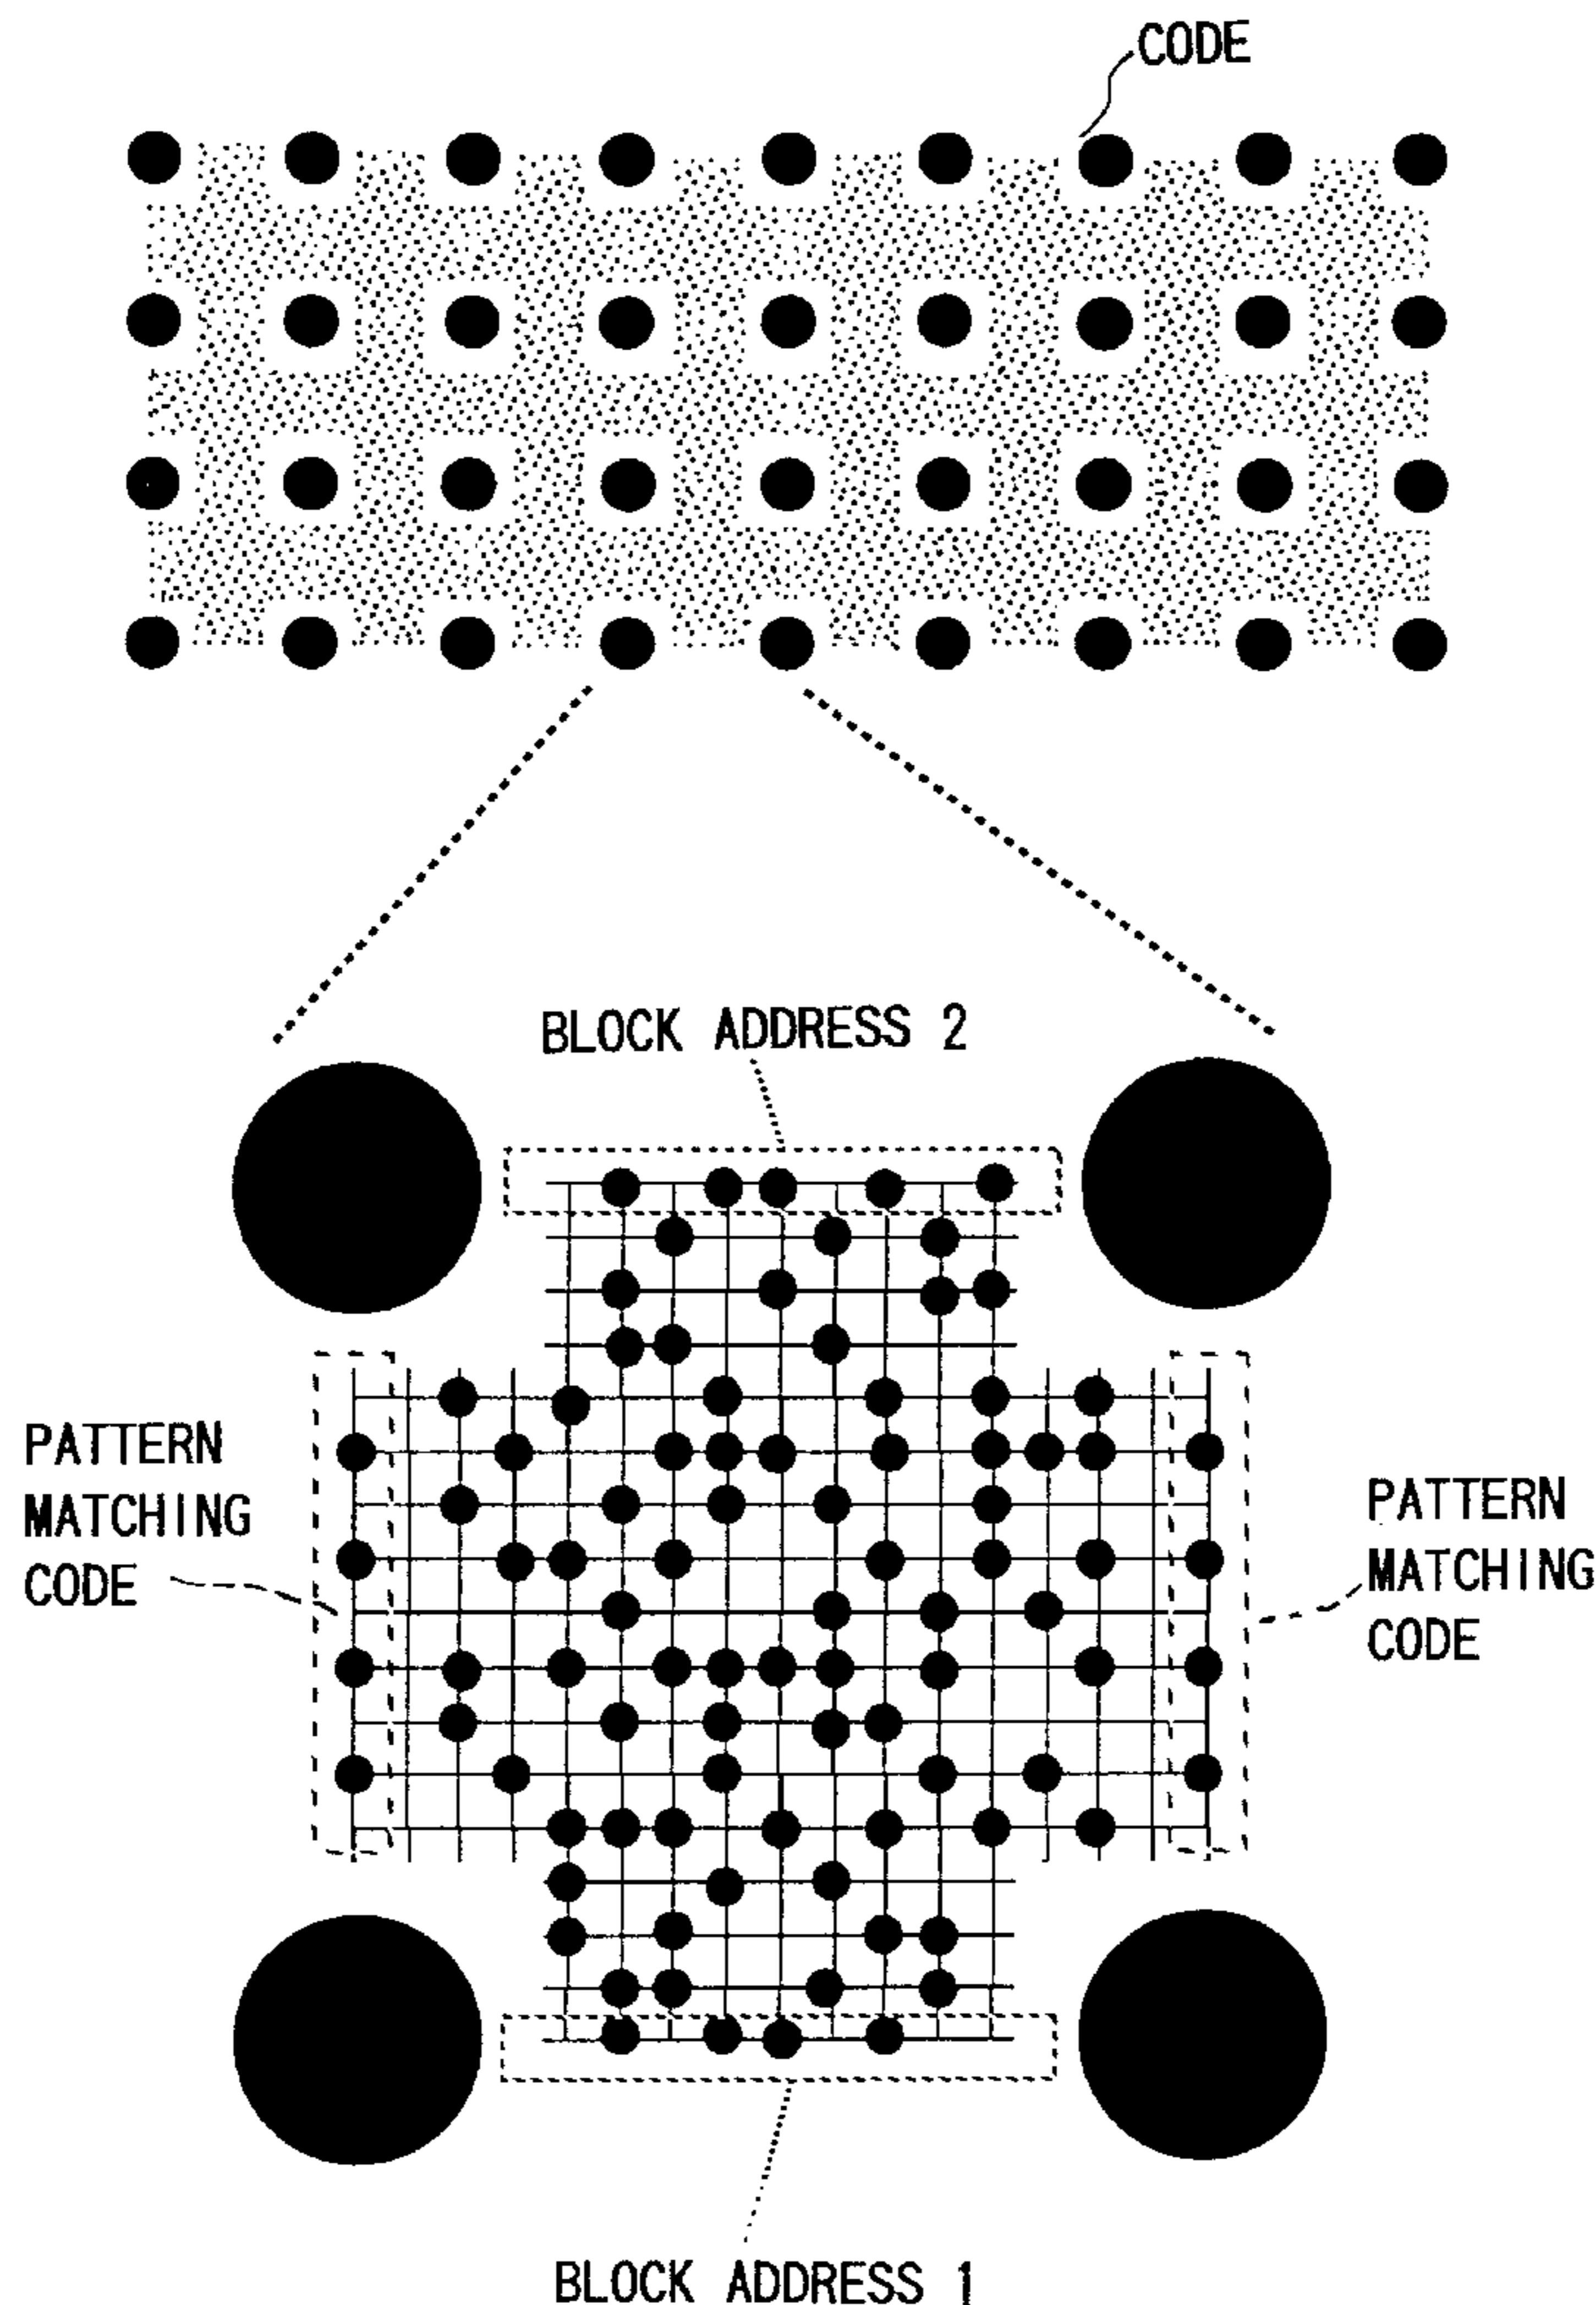 CODE
BLOCK ADDRESS 2
PATTERN
MATCHING
CODE
PATTERN
MATCHING
CODE
BLOCK ADDRESS 1